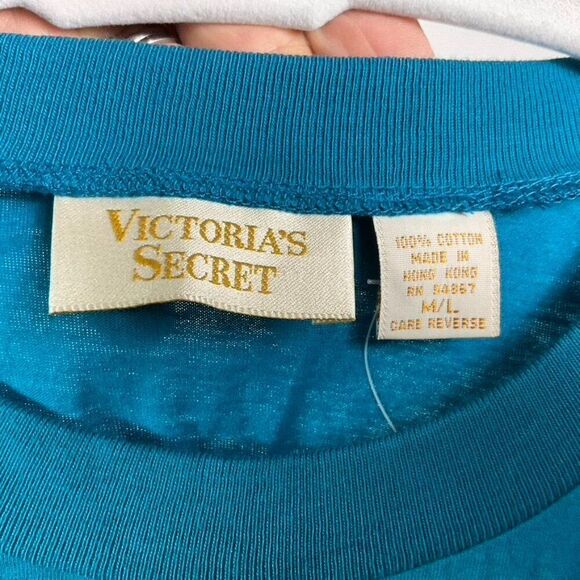 VICTORIA'S
SECRET
100% COTTON
MADE IN
HONG KONG
RN 54867
M/L
CARE REVERSE